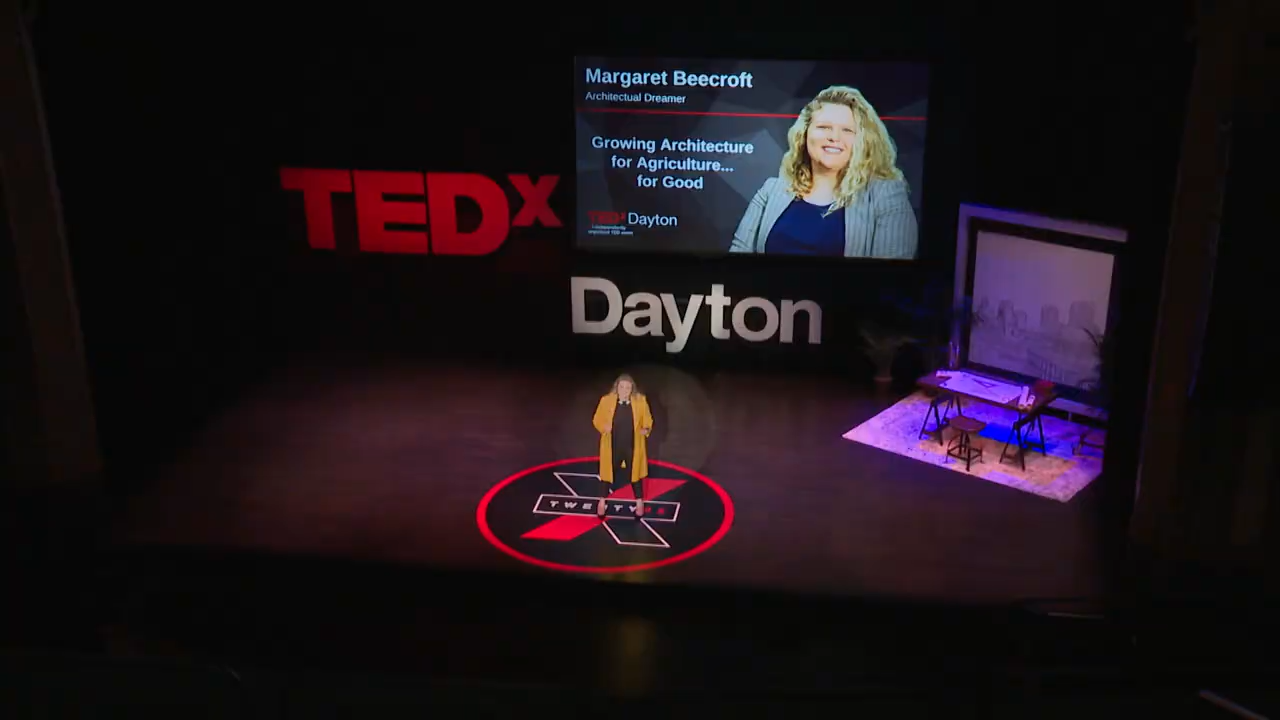 Margaret Beecroft
Architectual Dreamer
Growing Architecture
for Agriculture...
for Good
TEDx Dayton
TEDx
Dayton